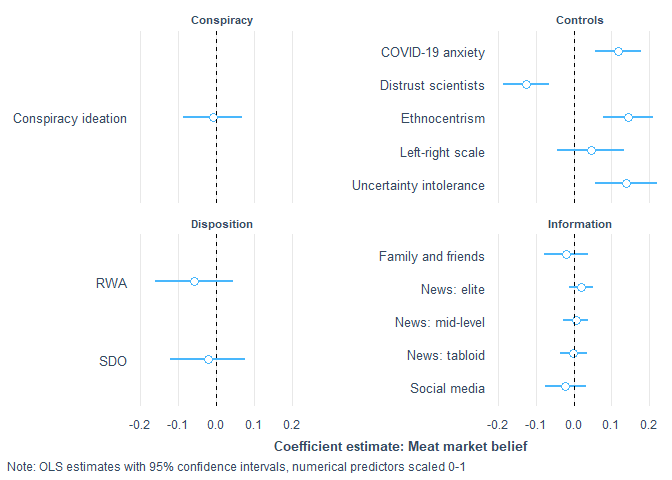 Conspiracy
Controls
Conspiracy ideation
COVID-19 anxiety
Distrust scientists
Ethnocentrism
Left-right scale
Uncertainty intolerance
Disposition
Information
RWA
SDO
Family and friends
News: elite
News: mid-level
News: tabloid
Social media
-0.2 -0.1 0.0 0.1 0.2
-0.2 -0.1 0.0 0.1 0.2
Coefficient estimate: Meat market belief
Note: OLS estimates with 95% confidence intervals, numerical predictors scaled 0-1